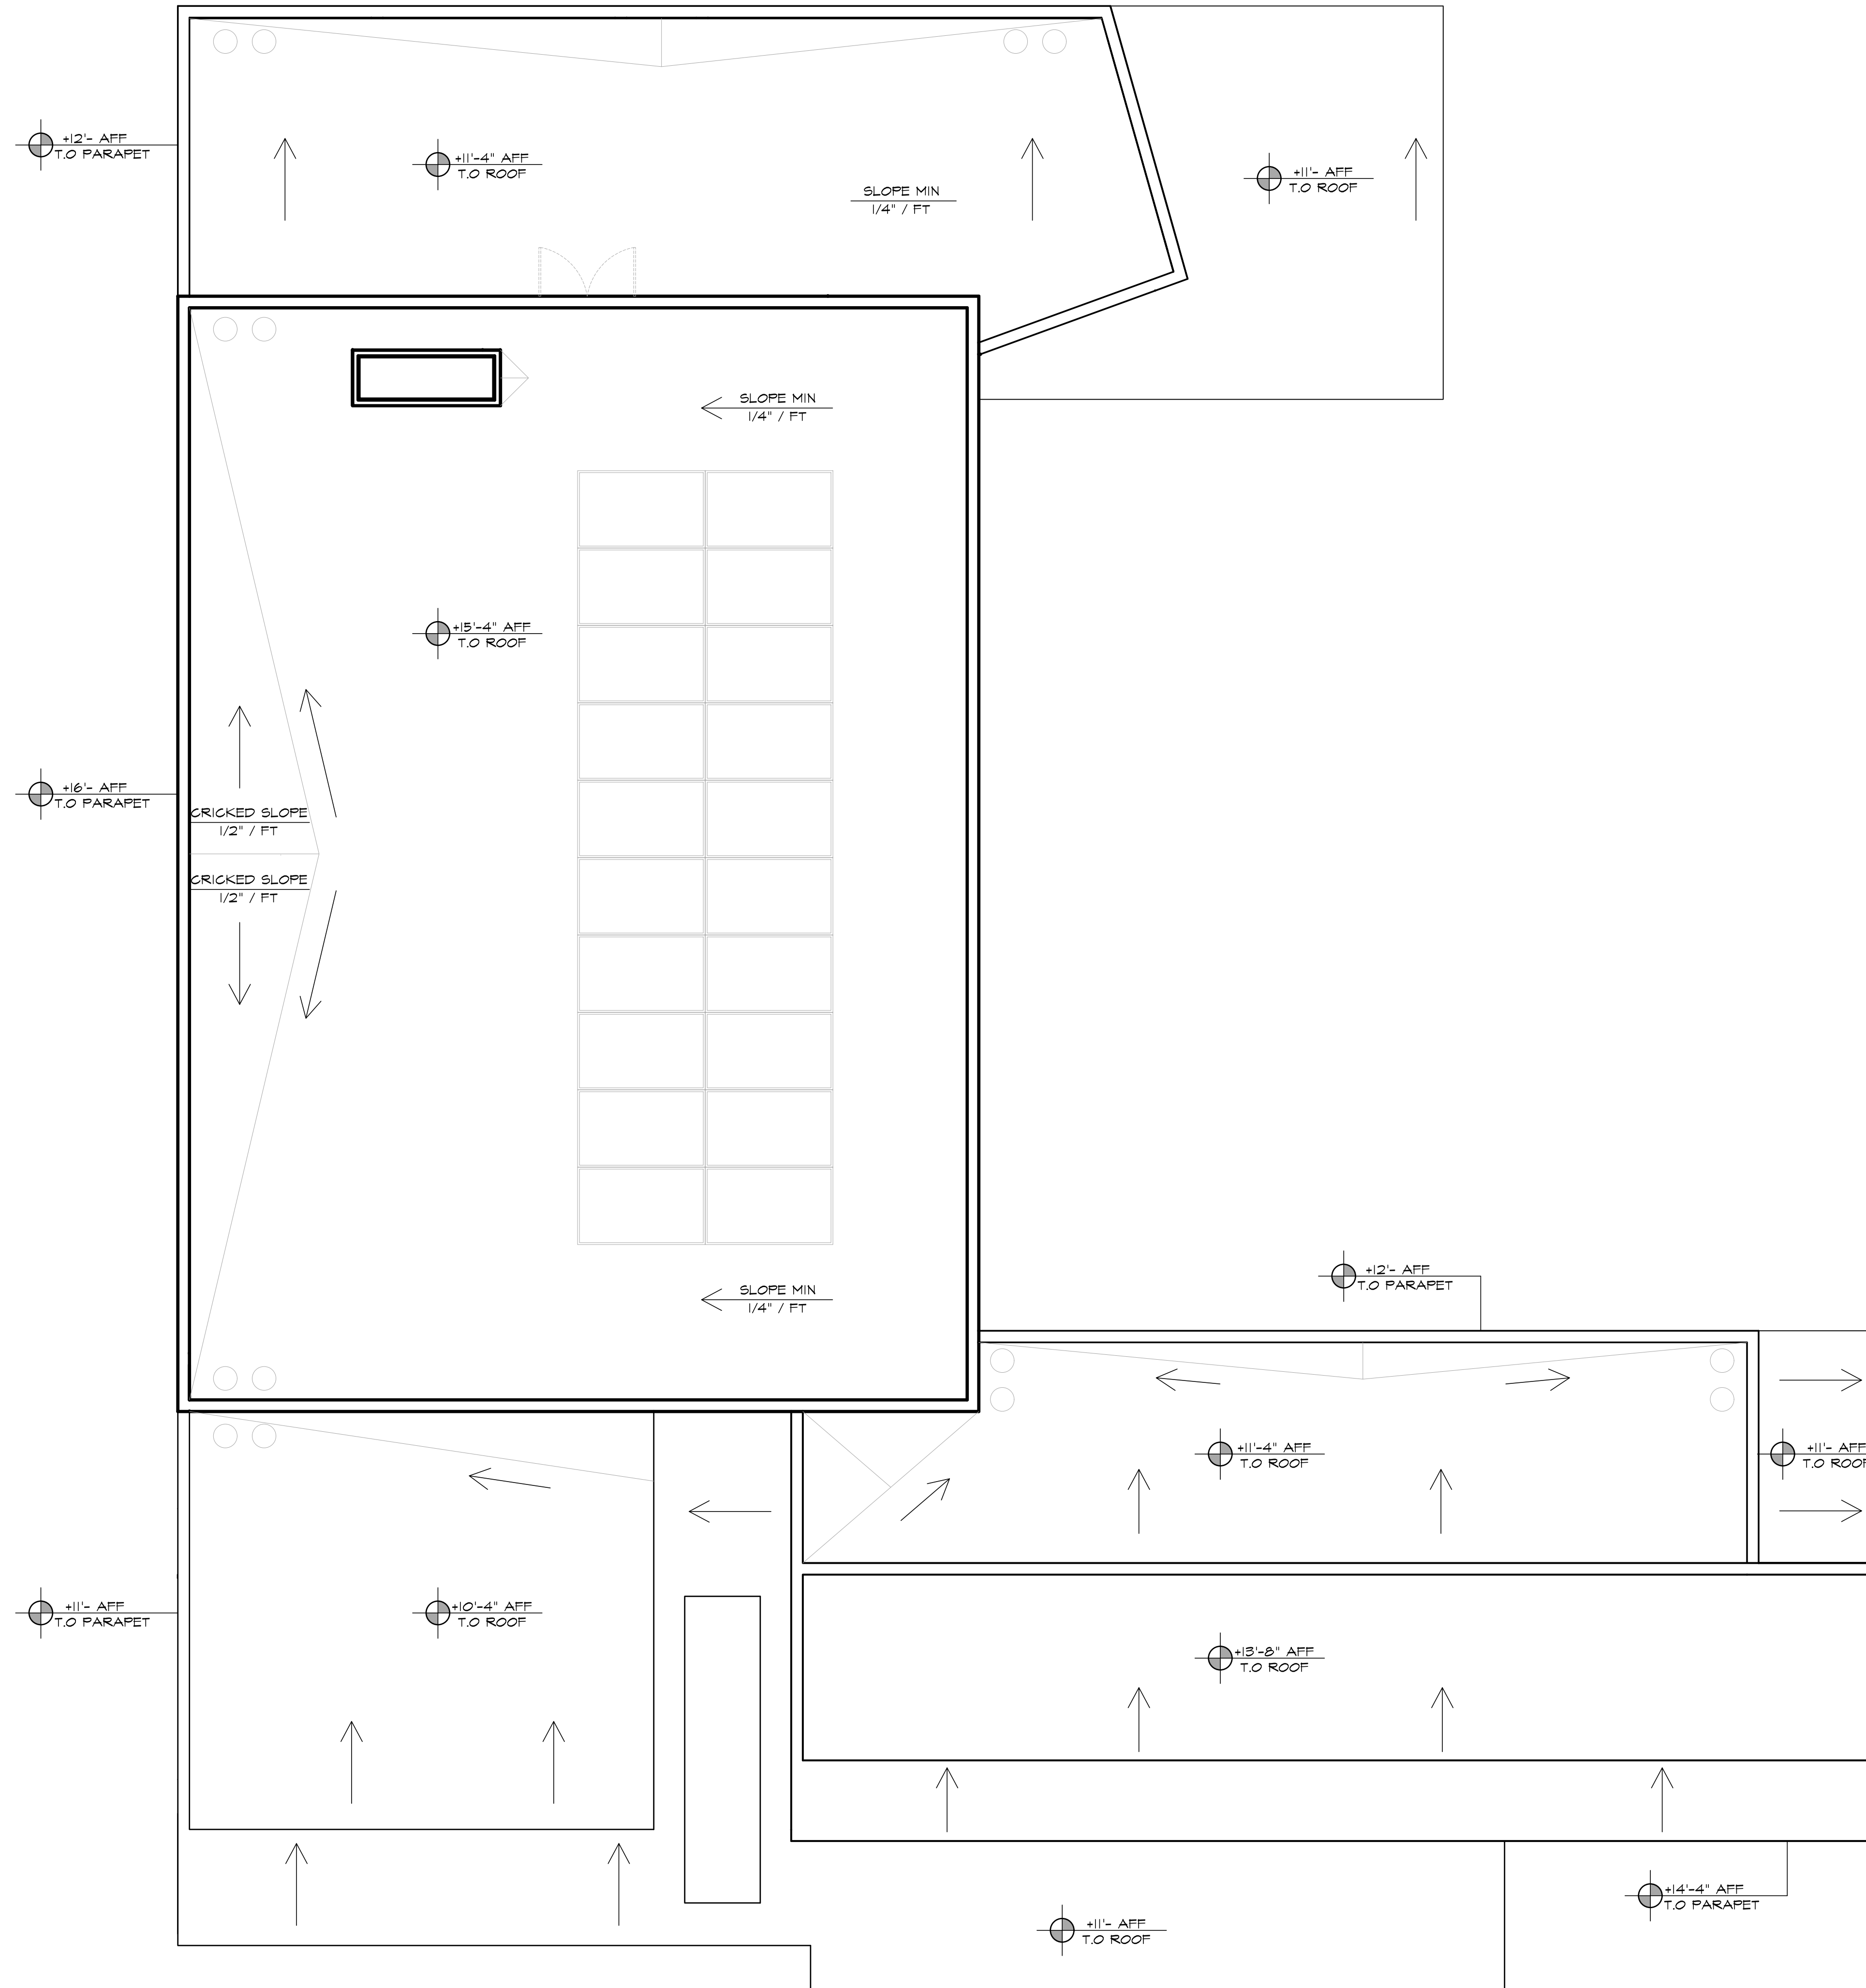 +12'- AFF
T.O PARAPET
+11'-4" AFF
T.O ROOF
SLOPE MIN
1/4" / FT
+11'- AFF
T.O ROOF
SLOPE MIN
1/4" / FT
+15'-4" AFF
T.O ROOF
+16'- AFF
T.O PARAPET
CRICKED SLOPE
1/2" / FT
CRICKED SLOPE
1/2" / FT
SLOPE MIN
1/4" / FT
+12'- AFF
T.O PARAPET
+11'-4" AFF
T.O ROOF
+11'- AFF
T.O ROOF
+11'- AFF
T.O PARAPET
+10'-4" AFF
T.O ROOF
+13'-8" AFF
T.O ROOF
+14'-4" AFF
T.O PARAPET
+11'- AFF
T.O ROOF